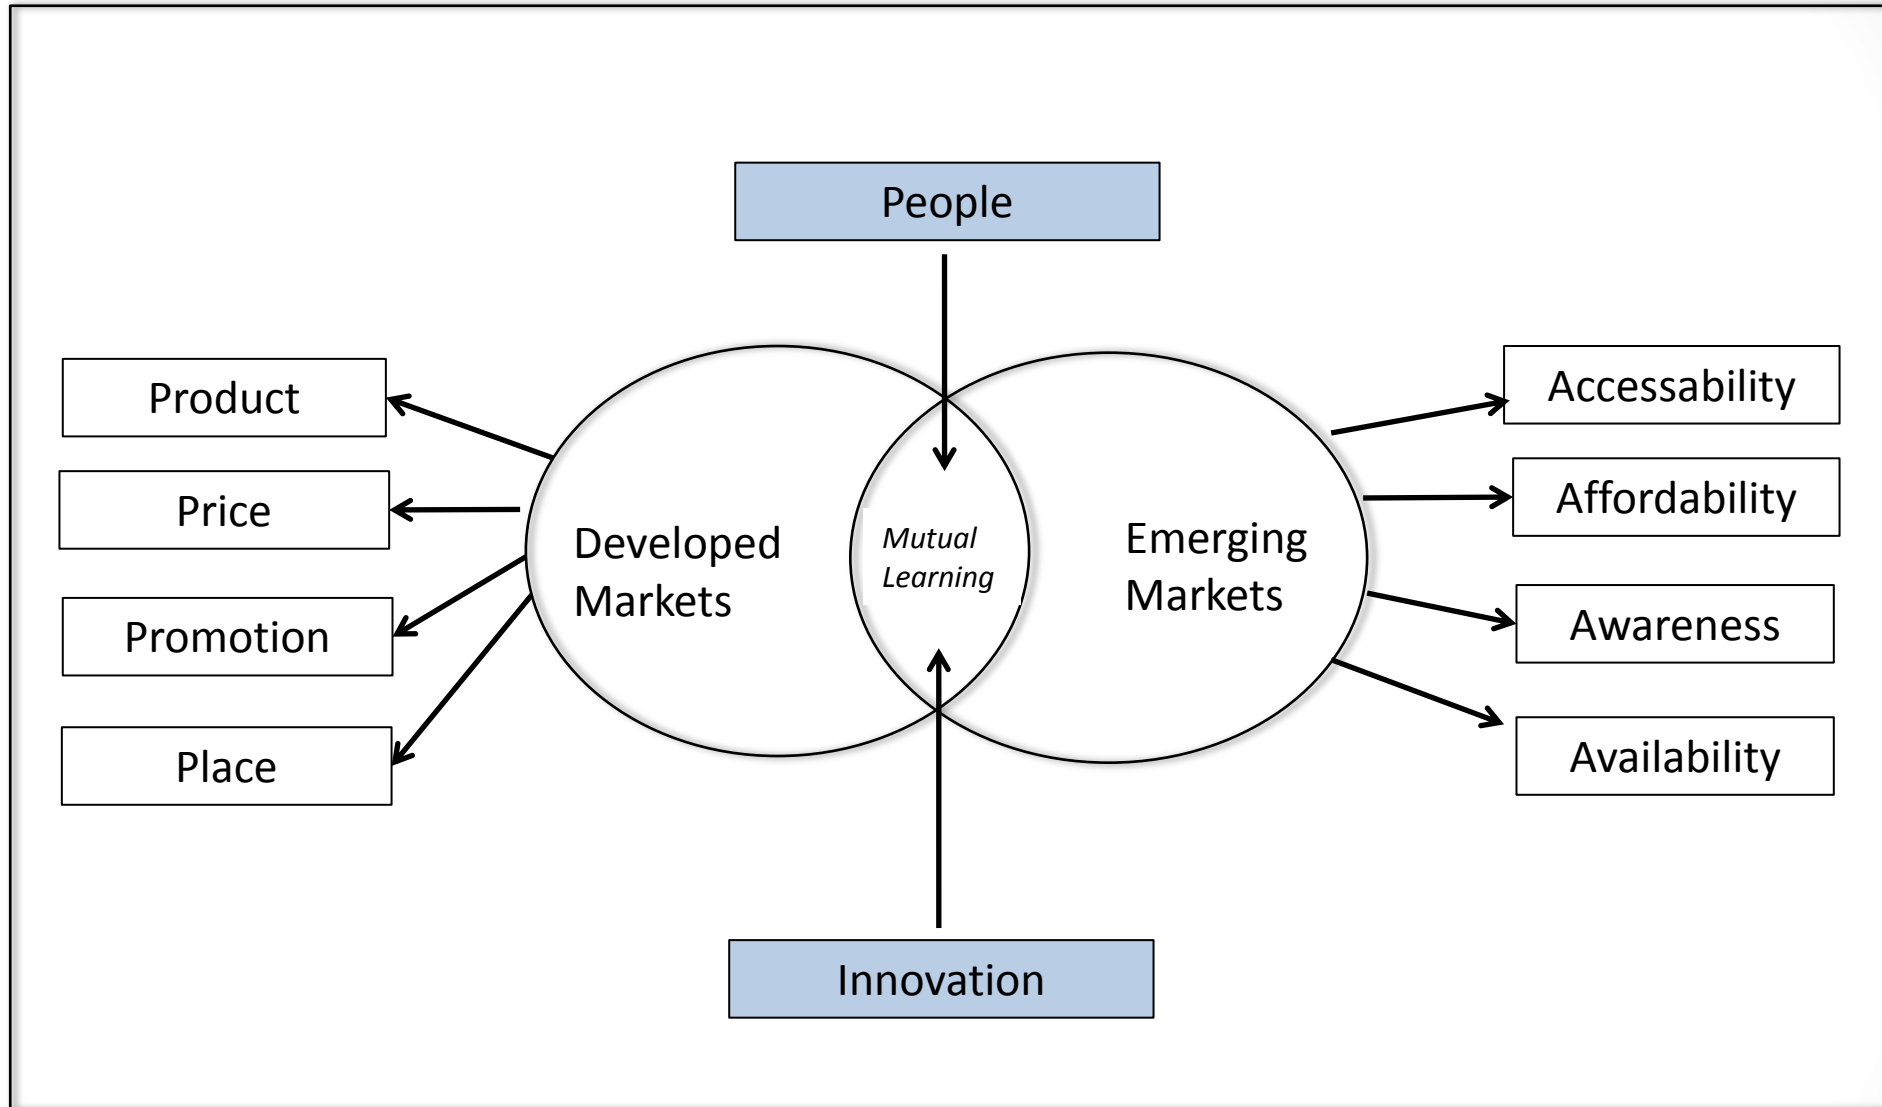 People
Product
Price
Promotion
Place
Developed
Markets
Mutual
Learning
Emerging
Markets
Accessability
Affordability
Awareness
Availability
Innovation